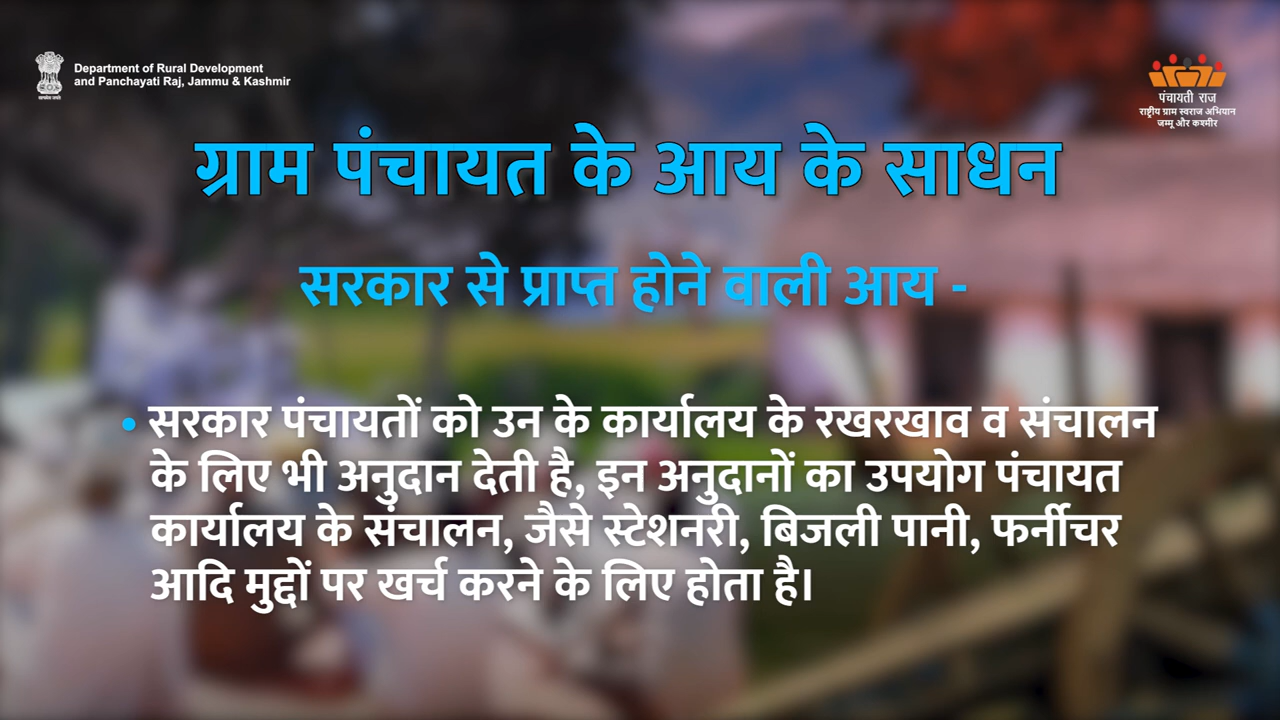 Department of Rural Development
and Panchayati Raj, Jammu & Kashmir
पंचायती राज
राष्ट्रीय ग्राम स्वराज अभियान
जम्मू और कश्मीर
ग्राम पंचायत के आय के साधन
सरकार से प्राप्त होने वाली आय -
• सरकार पंचायतों को उन के कार्यालय के रखरखाव व संचालन
के लिए भी अनुदान देती है, इन अनुदानों का उपयोग पंचायत
कार्यालय के संचालन, जैसे स्टेशनरी, बिजली पानी, फर्नीचर
आदि मुद्दों पर खर्च करने के लिए होता है।